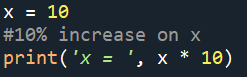 x = 10
#10% increase on x
print('x = ', x * 10)